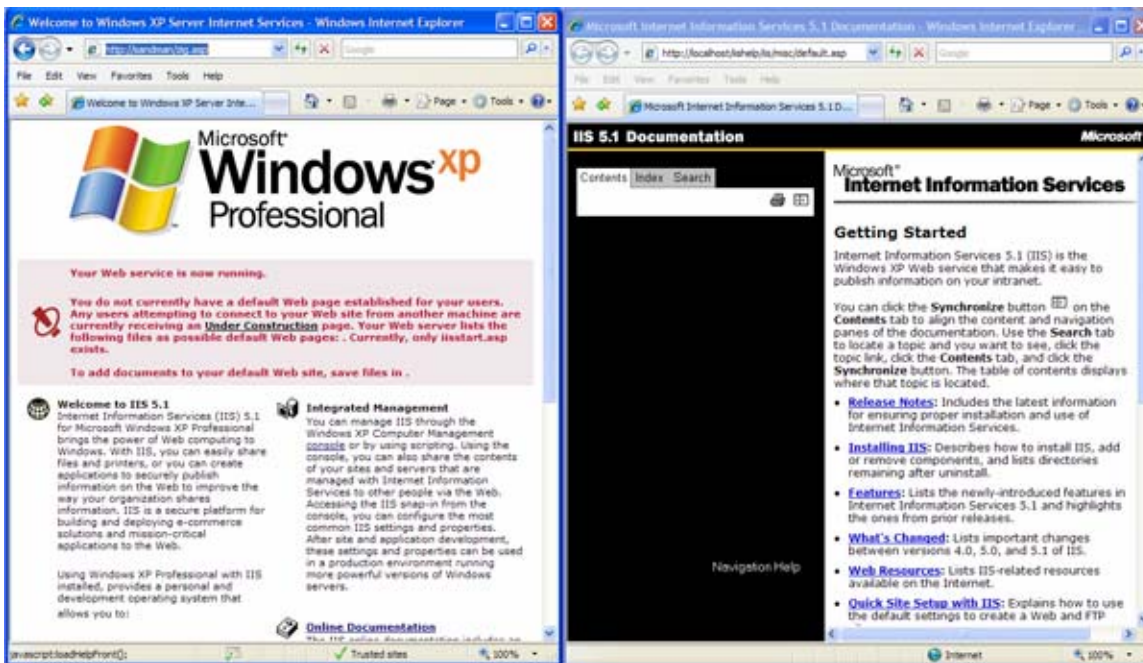 Welcome to Windows XP Server Internet Services - Windows Internet Explorer
http://sandman/zig.asp
Google
File Edit View Favorites Tools Help
Welcome to Windows XP Server Inte...
Page Tools
Microsoft
Windows xp
Professional
Your Web service is now running.
You do not currently have a default Web page established for your users.
Any users attempting to connect to your Web site from another machine are
currently receiving an Under Construction page. Your Web server lists the
following files as possible default Web pages: . Currently, only iisstart.asp
exists.
To add documents to your default Web site, save files in .
Welcome to IIS 5.1
Internet Information Services (IIS) 5.1
for Microsoft Windows XP Professional
brings the power of Web computing to
Windows. With IIS, you can easily share
files and printers, or you can create
applications to securely publish
information on the Web to improve the
way your organization shares
information. IIS is a secure platform for
building and deploying e-commerce
solutions and mission-critical
applications to the Web.
Using Windows XP Professional with IIS
installed, provides a personal and
development operating system that
allows you to:
Integrated Management
You can manage IIS through the
Windows XP Computer Management
console or by using scripting. Using the
console, you can also share the contents
of your sites and servers that are
managed with Internet Information
Services to other people via the Web.
Accessing the IIS snap-in from the
console, you can configure the most
common IIS settings and properties.
After site and application development,
these settings and properties can be used
in a production environment running
more powerful versions of Windows
servers.
Online Documentation
The IIS online documentation includes an
javascript:loadHelpFront();
Trusted sites
100%
Microsoft Internet Information Services 5.1 Documentation - Windows Internet Explorer
http://localhost/iishelp/iis/misc/default.asp
Google
File Edit View Favorites Tools Help
Microsoft Internet Information Services 5.1 D...
Page Tools
IIS 5.1 Documentation
Microsoft
Contents Index Search
Navigation Help
Microsoft
Internet Information Services
Getting Started
Internet Information Services 5.1 (IIS) is the
Windows XP Web service that makes it easy to
publish information on your intranet.
You can click the Synchronize button on the
Contents tab to align the content and navigation
panes of the documentation. Use the Search tab
to locate a topic and you want to see, click the
topic link, click the Contents tab, and click the
Synchronize button. The table of contents displays
where that topic is located.
• Release Notes: Includes the latest information
for ensuring proper installation and use of
Internet Information Services.
• Installing IIS: Describes how to install IIS, add
or remove components, and lists directories
remaining after uninstall.
• Features: Lists the newly-introduced features in
Internet Information Services 5.1 and highlights
the ones from prior releases.
• What's Changed: Lists important changes
between versions 4.0, 5.0, and 5.1 of IIS.
• Web Resources: Lists IIS-related resources
available on the Internet.
• Quick Site Setup with IIS: Explains how to use
the default settings to create a Web and FTP
Internet
100%